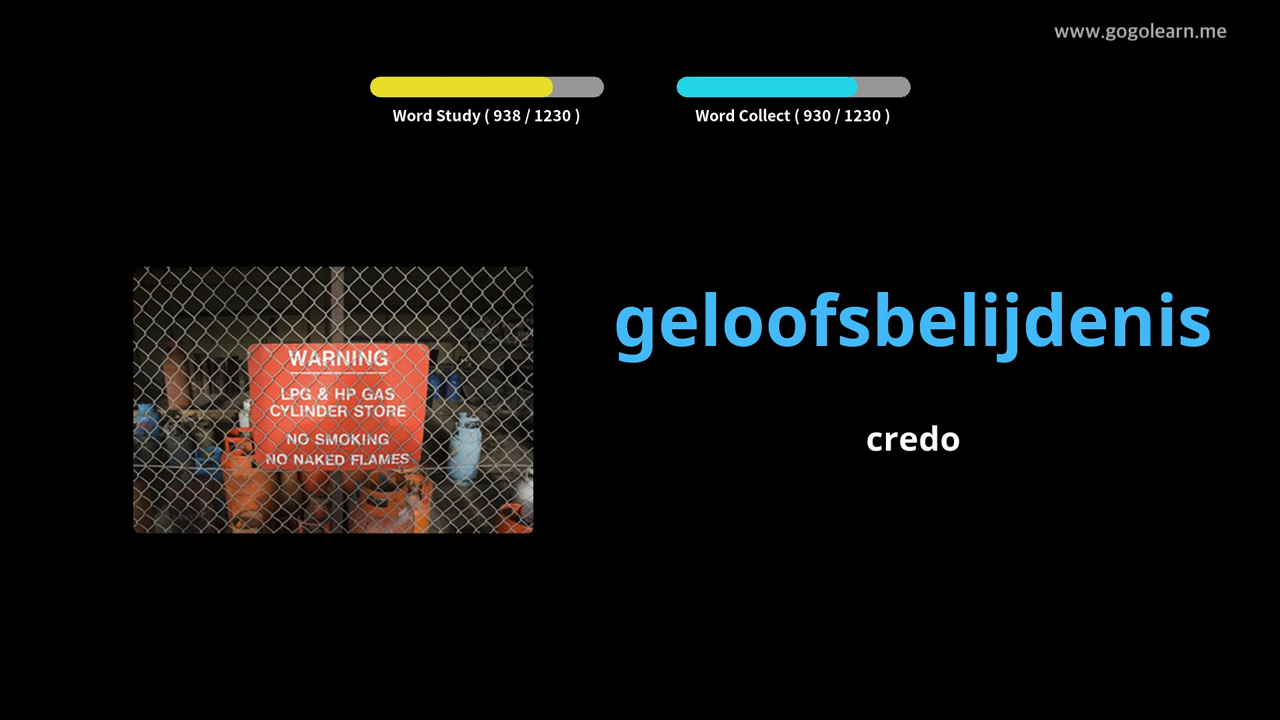 www.gogolearn.me
Word Study ( 938 / 1230 )
Word Collect ( 930 / 1230 )
WARNING
LPG & HP GAS
CYLINDER STORE
NO SMOKING
NO NAKED FLAMES
geloofsbelijdenis
credo